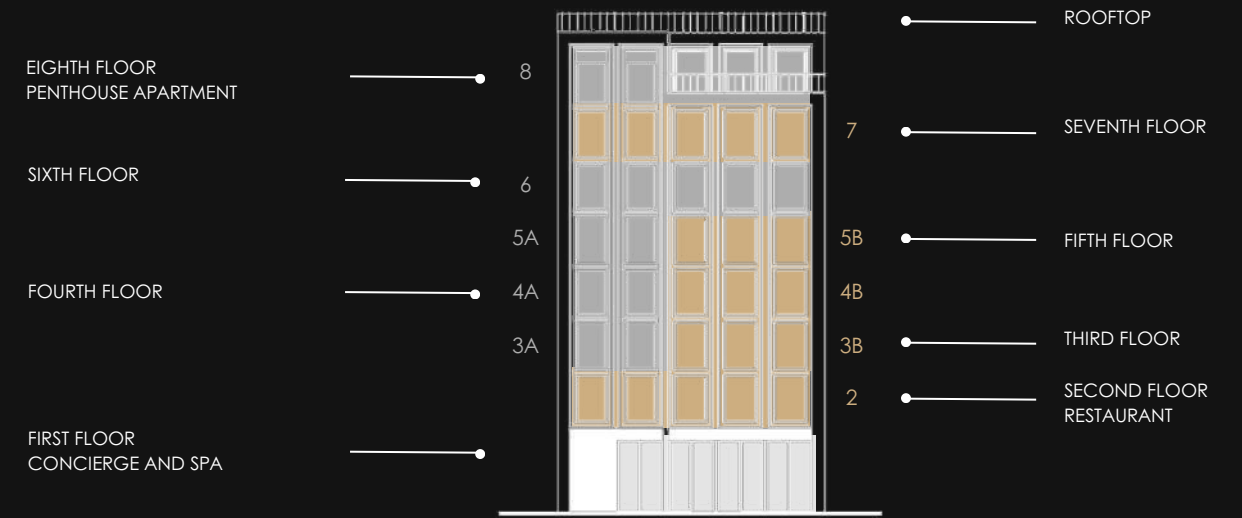 ROOFTOP
EIGHTH FLOOR
PENTHOUSE APARTMENT
8
7
SEVENTH FLOOR
SIXTH FLOOR
6
5A
5B
FIFTH FLOOR
FOURTH FLOOR
4A
4B
3A
3B
THIRD FLOOR
2
SECOND FLOOR
RESTAURANT
FIRST FLOOR
CONCIERGE AND SPA